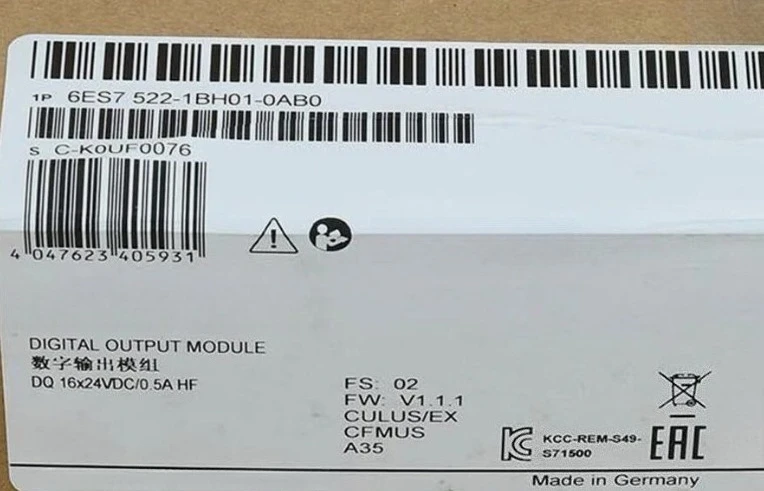 1P 6ES7 522-1BH01-0AB0
S C-K0UF0076
4 047623 405931
DIGITAL OUTPUT MODULE
数字输出模组
DQ 16x24VDC/0.5A HF
FS: 02
FW: V1.1.1
CULUS/EX
CFMUS
A35
KCC-REM-S49-
S71500
EAC
Made in Germany